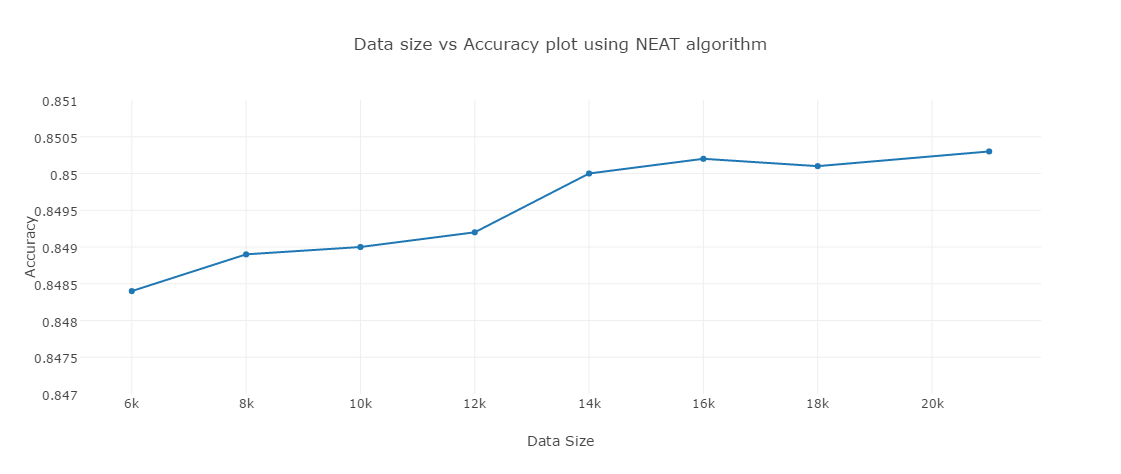 Data size vs Accuracy plot using NEAT algorithm
0.851
0.8505
0.85
0.8495
0.849
0.8485
0.848
0.8475
0.847
Accuracy
6k 8k 10k 12k 14k 16k 18k 20k
Data Size